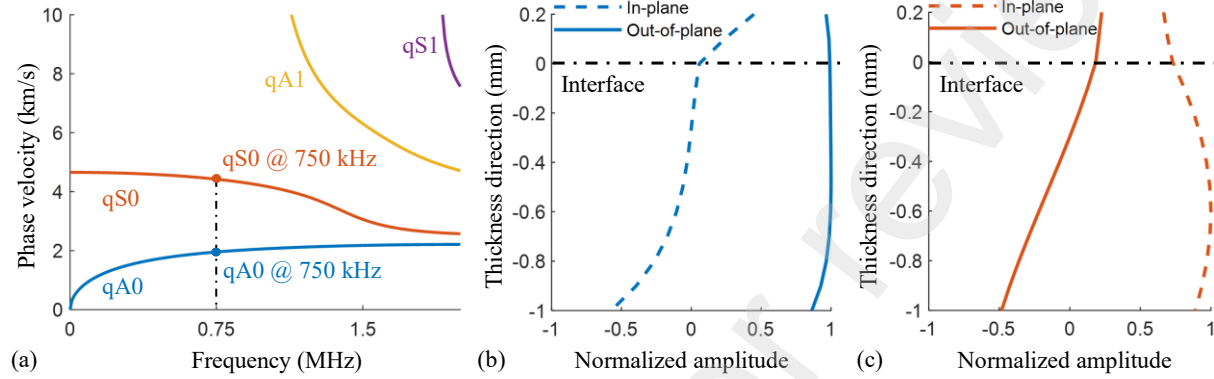 10
8
6
4
2
0
Phase velocity (km/s)
qA1
qS1
qS0 @ 750 kHz
qS0
qA0 @ 750 kHz
qA0
0
0.75
1.5
(a)
Frequency (MHz)
In-plane
Out-of-plane
Interface
0.2
0
-0.2
-0.4
-0.6
-0.8
-1
Thickness direction (mm)
-1
-0.5
0
0.5
1
(b)
Normalized amplitude
In-plane
Out-of-plane
Interface
0.2
0
-0.2
-0.4
-0.6
-0.8
-1
Thickness direction (mm)
-1
-0.5
0
0.5
1
(c)
Normalized amplitude
r review